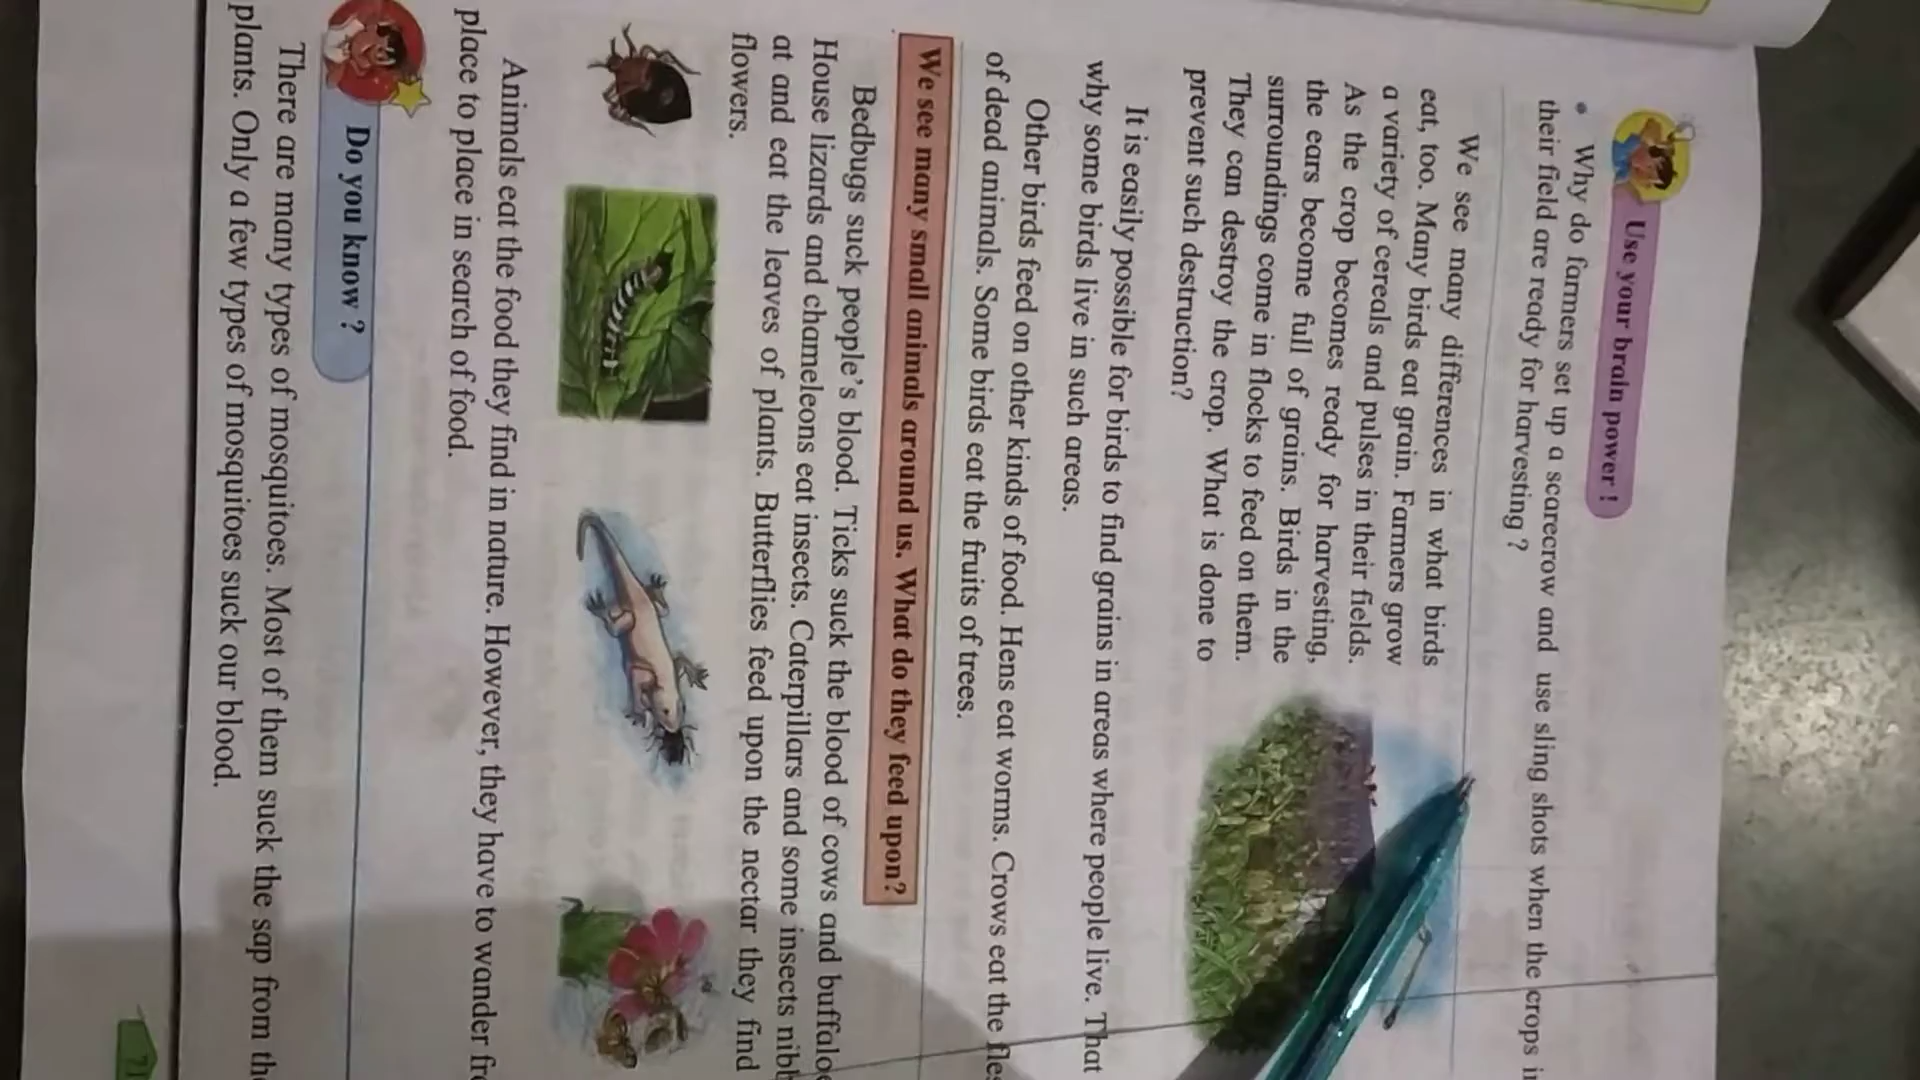 Use your brain power !
• Why do farmers set up a scarecrow and use sling shots when the crops
their field are ready for harvesting ?
We see many differences in what birds
eat, too. Many birds eat grain. Farmers grow
a variety of cereals and pulses in their fields.
As the crop becomes ready for harvesting,
the ears become full of grains. Birds in the
surroundings come in flocks to feed on them.
They can destroy the crop. What is done to
prevent such destruction?
It is easily possible for birds to find grains in areas where people live. That
why some birds live in such areas.
Other birds feed on other kinds of food. Hens eat worms. Crows eat the
of dead animals. Some birds eat the fruits of trees.
We see many small animals around us. What do they feed upon?
Bedbugs suck people's blood. Ticks suck the blood of cows and
House lizards and chameleons eat insects. Caterpillars and some insects
at and eat the leaves of plants. Butterflies feed upon the nectar they find
flowers.
Animals eat the food they find in nature. However, they have to wander
place to place in search of food.
Do you know ?
There are many types of mosquitoes. Most of them suck the sap from
plants. Only a few types of mosquitoes suck our blood.